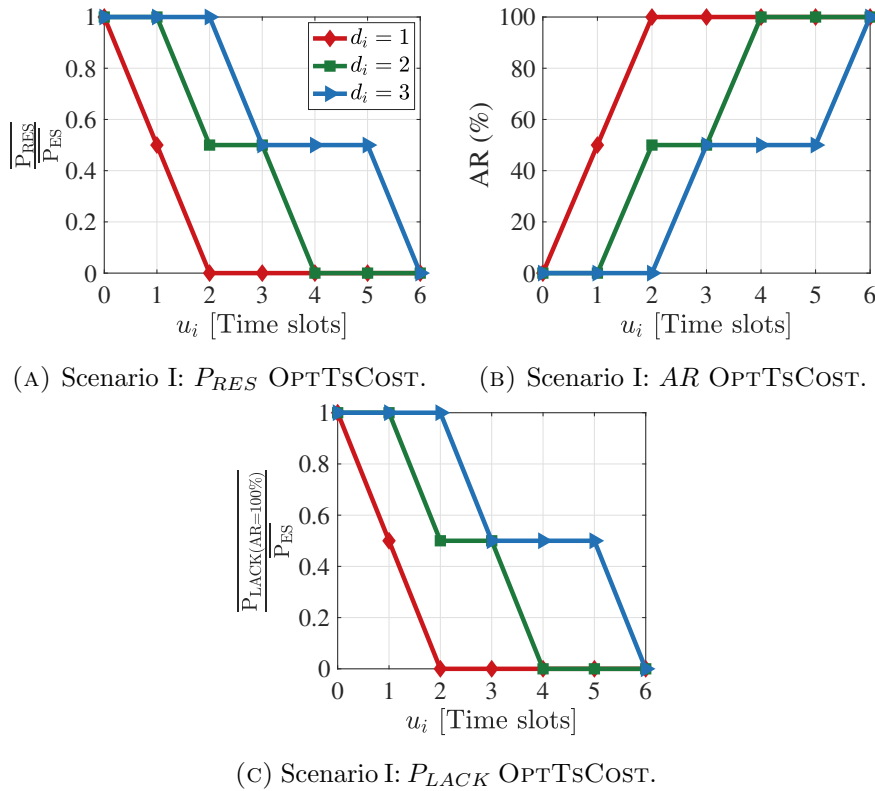 1
0.8
0.6
0.4
0.2
0
P_RES
P_ES
d_i = 1
d_i = 2
d_i = 3
0 1 2 3 4 5 6
u_i [Time slots]
(A) Scenario I: P_RES OPTTSCOST.
100
80
60
40
20
0
AR (%)
0 1 2 3 4 5 6
u_i [Time slots]
(B) Scenario I: AR OPTTSCOST.
1
0.8
0.6
0.4
0.2
0
P_LACK(AR=100%)
P_ES
0 1 2 3 4 5 6
u_i [Time slots]
(C) Scenario I: P_LACK OPTTSCOST.